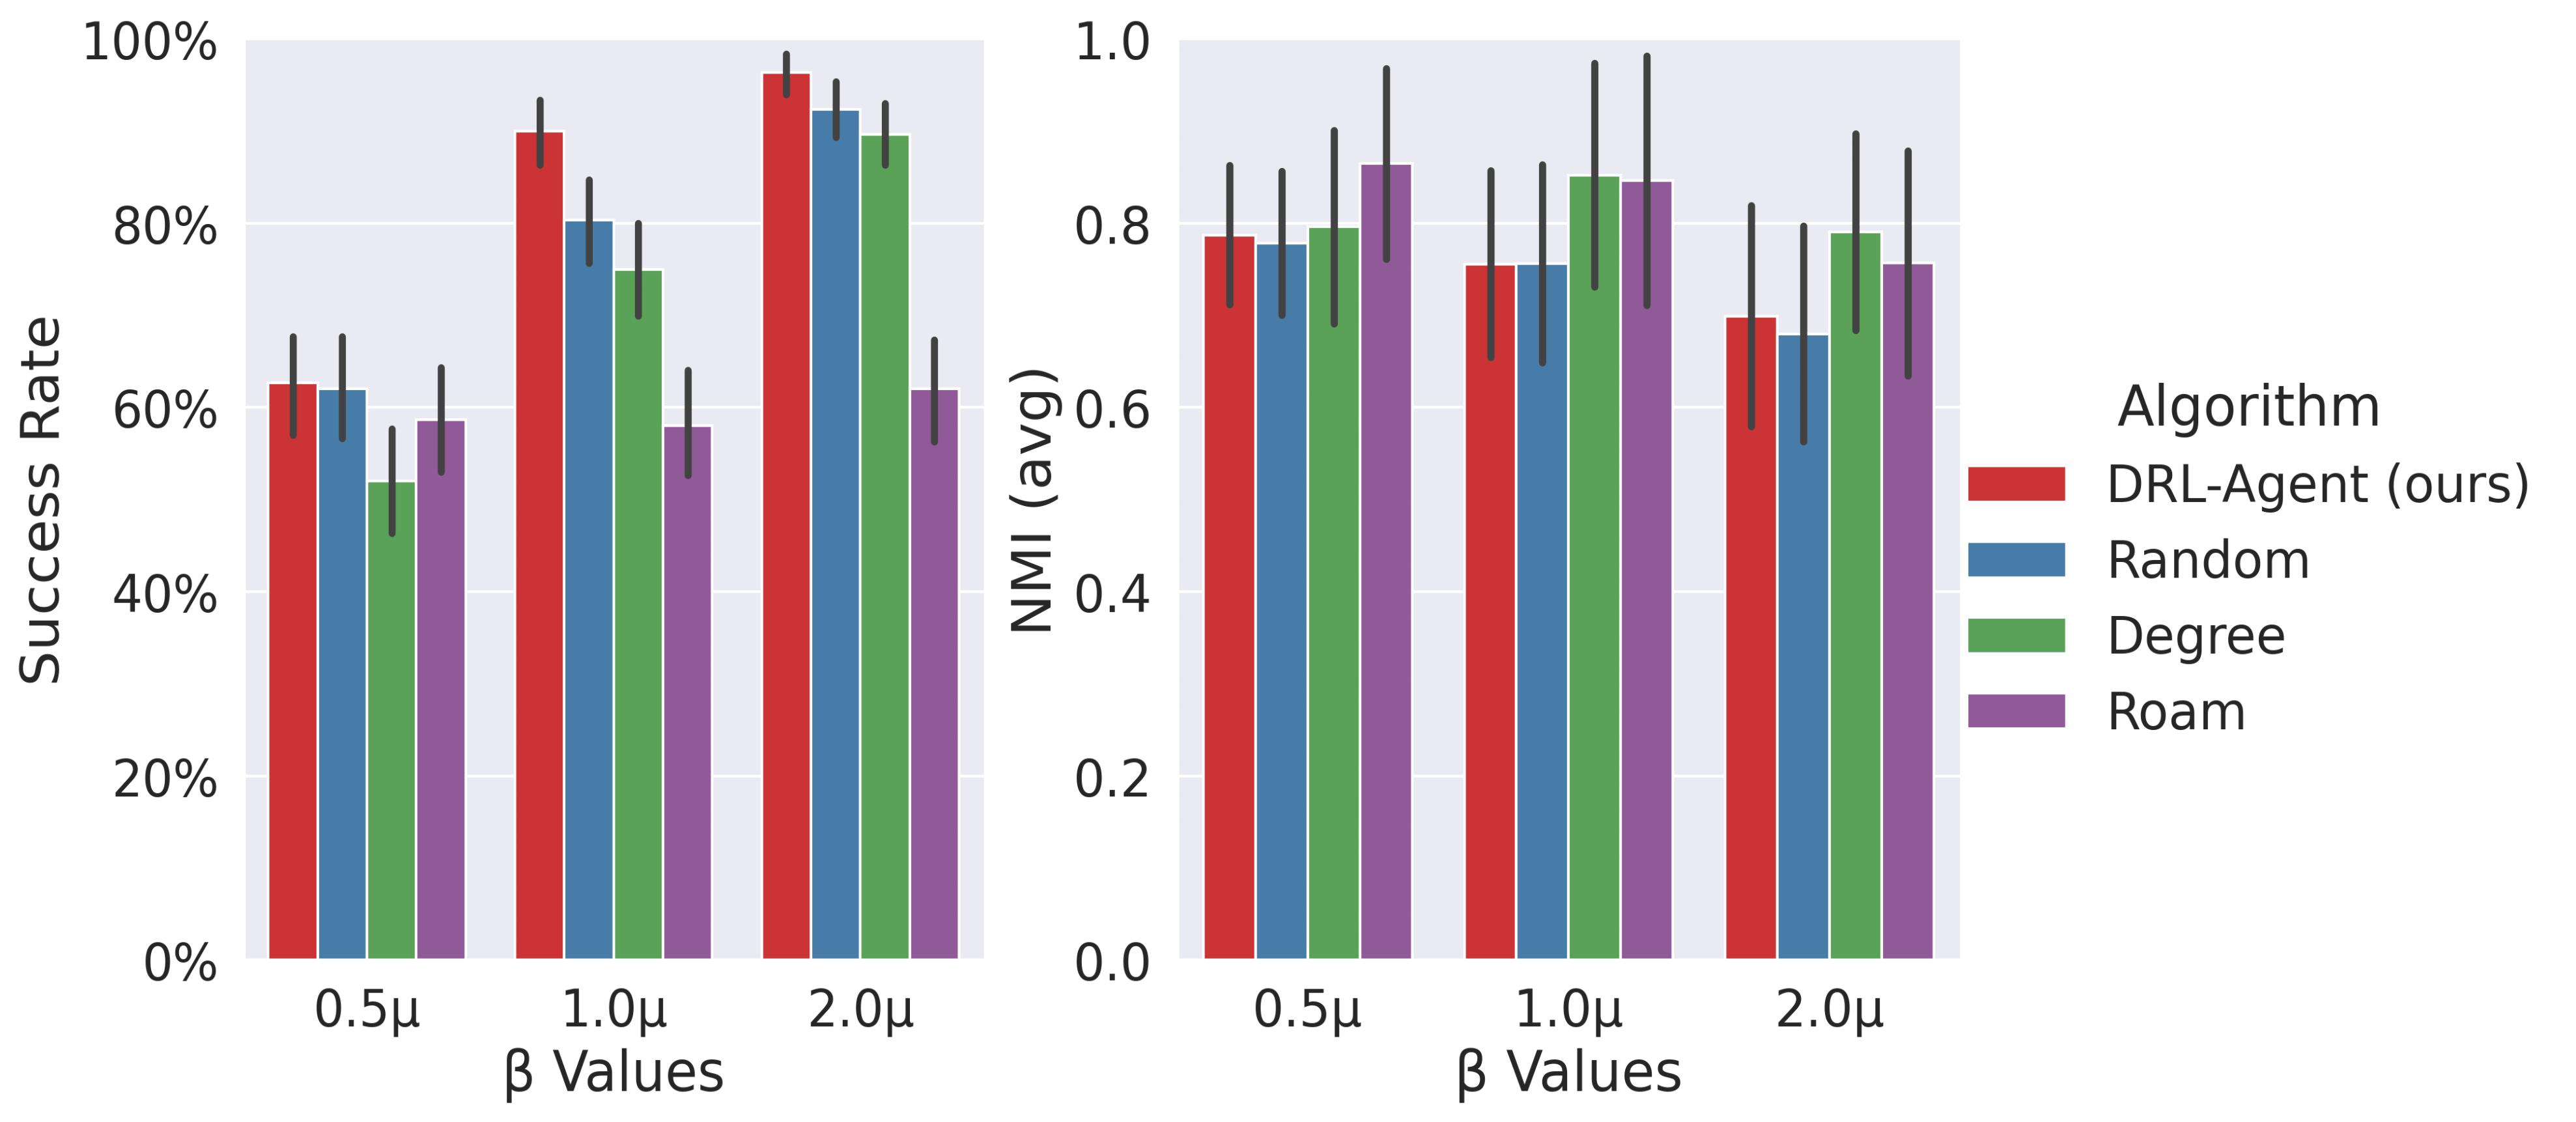 100%
80%
60%
40%
20%
0%
Success Rate
0.5μ 1.0μ 2.0μ
β Values
1.0
0.8
0.6
0.4
0.2
0.0
NMI (avg)
0.5μ 1.0μ 2.0μ
β Values
Algorithm
DRL-Agent (ours)
Random
Degree
Roam